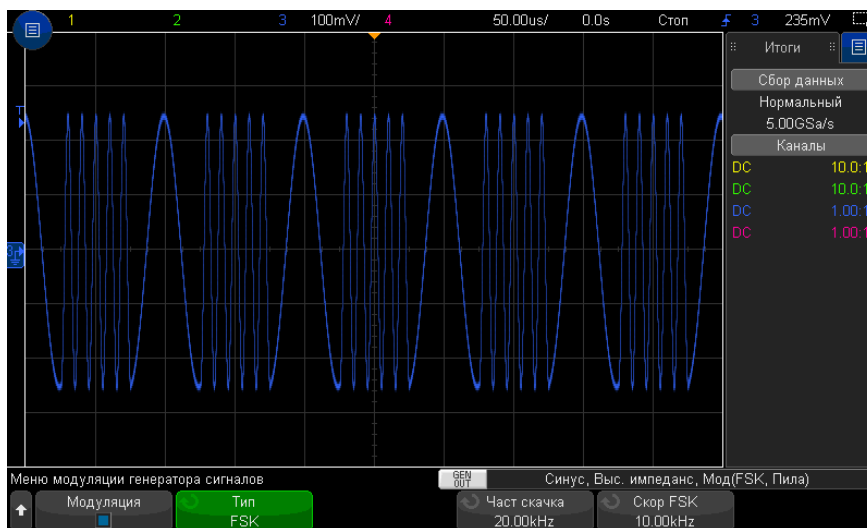 1 2 3 100mV/ 4 50.00us/ 0.0s Стоп 3 235mV
Итоги
Сбор данных
Нормальный
5.00GSa/s
Каналы
DC 10.0:1
DC 10.0:1
DC 1.00:1
DC 1.00:1
T
3
Меню модуляции генератора сигналов
GEN OUT
Синус, Выс. импеданс, Мод(FSK, Пила)
Модуляция
Тип
FSK
Част скачка
20.00kHz
Скор FSK
10.00kHz